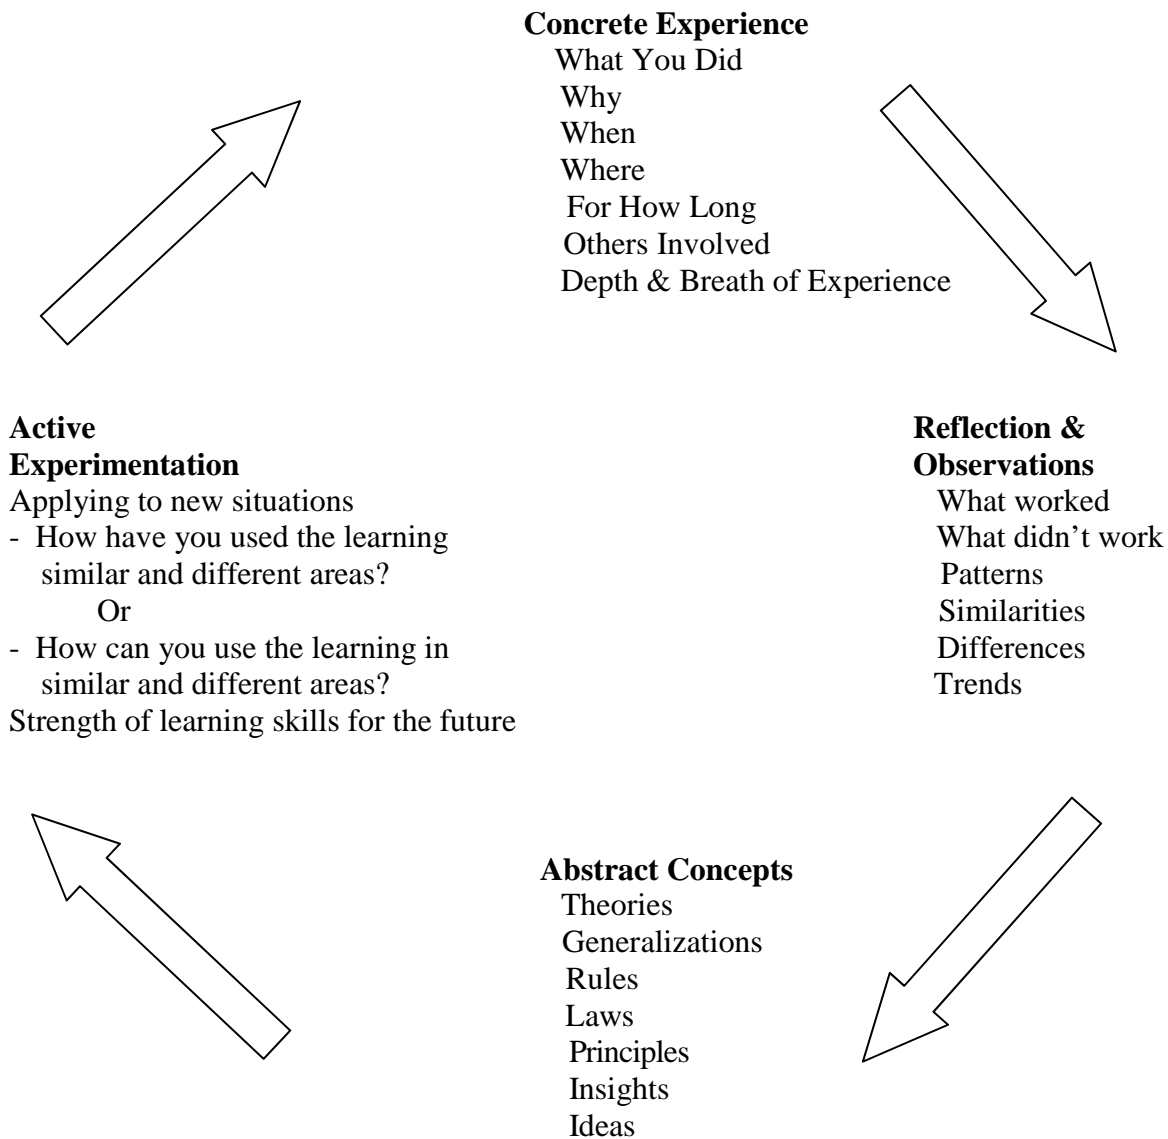 Concrete Experience
What You Did
Why
When
Where
For How Long
Others Involved
Depth & Breath of Experience
Reflection &
Observations
What worked
What didn’t work
Patterns
Similarities
Differences
Trends
Abstract Concepts
Theories
Generalizations
Rules
Laws
Principles
Insights
Ideas
Active
Experimentation
Applying to new situations
- How have you used the learning
similar and different areas?
Or
- How can you use the learning in
similar and different areas?
Strength of learning skills for the future